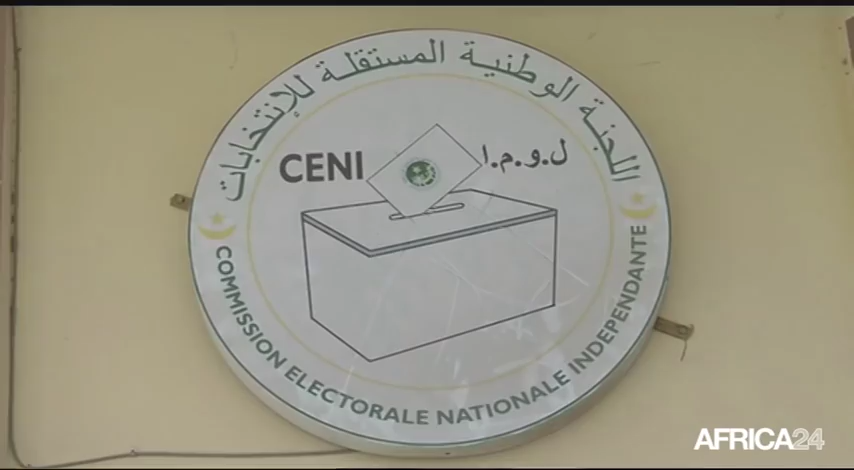 اللجنة الوطنية المستقلة للإنتخابات
CENI
ل.و.م.ا
COMMISSION ELECTORALE NATIONALE INDEPENDANTE
AFRICA24